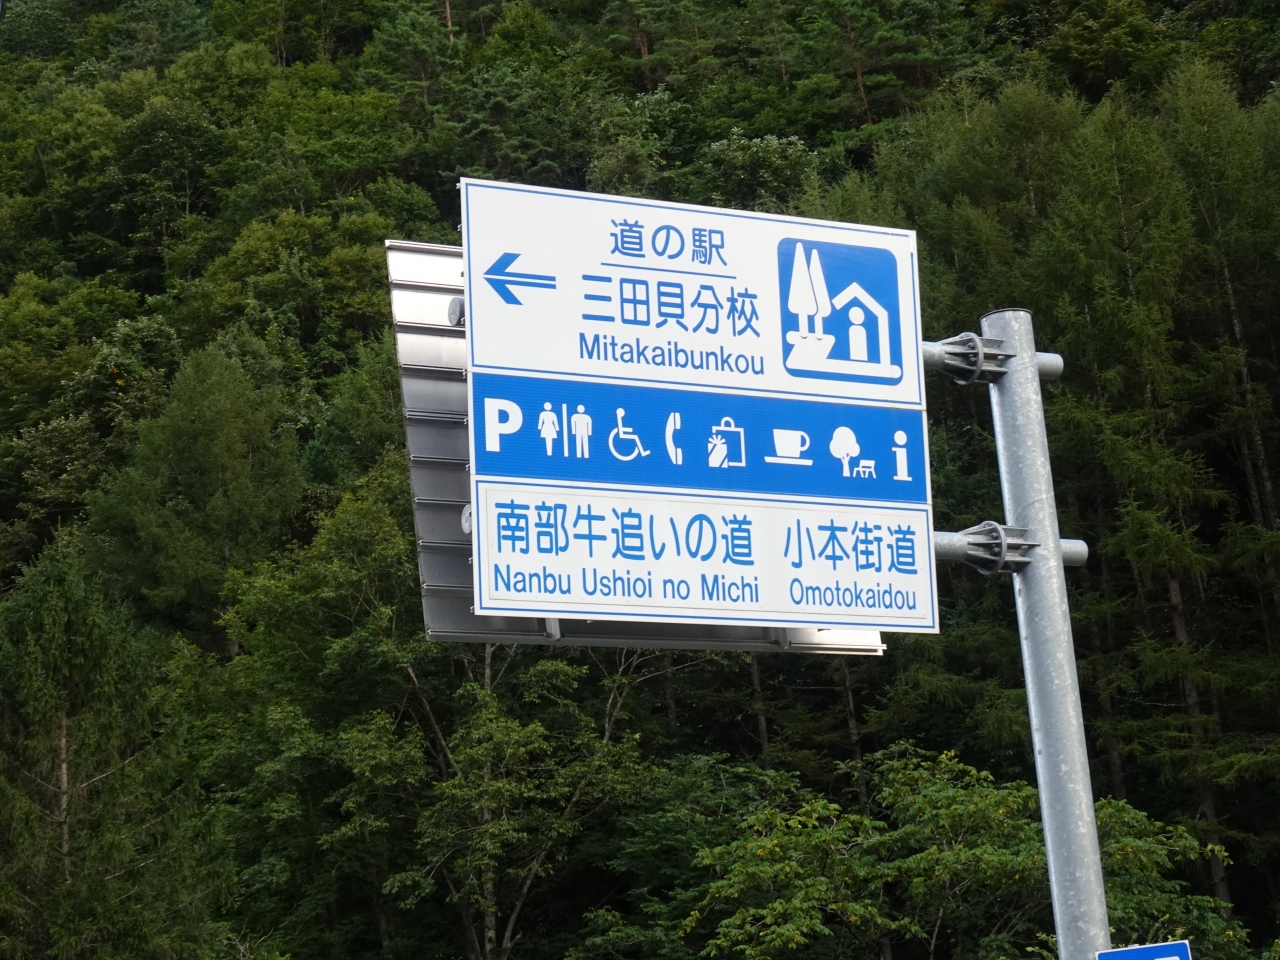 道の駅
三田貝分校
Mitakaibunkou
P
i
南部牛追いの道 小本街道
Nanbu Ushioi no Michi Omotokaidou